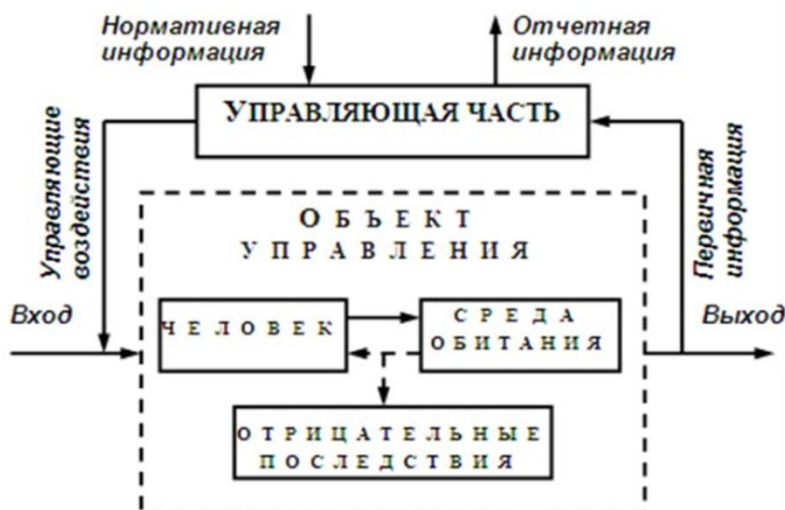 Нормативная
информация
Отчетная
информация
УПРАВЛЯЮЩАЯ ЧАСТЬ
Управляющие
воздействия
Первичная
информация
ОБЪЕКТ
УПРАВЛЕНИЯ
Вход
Выход
ЧЕЛОВЕК
СРЕДА
ОБИТАНИЯ
ОТРИЦАТЕЛЬНЫЕ
ПОСЛЕДСТВИЯ